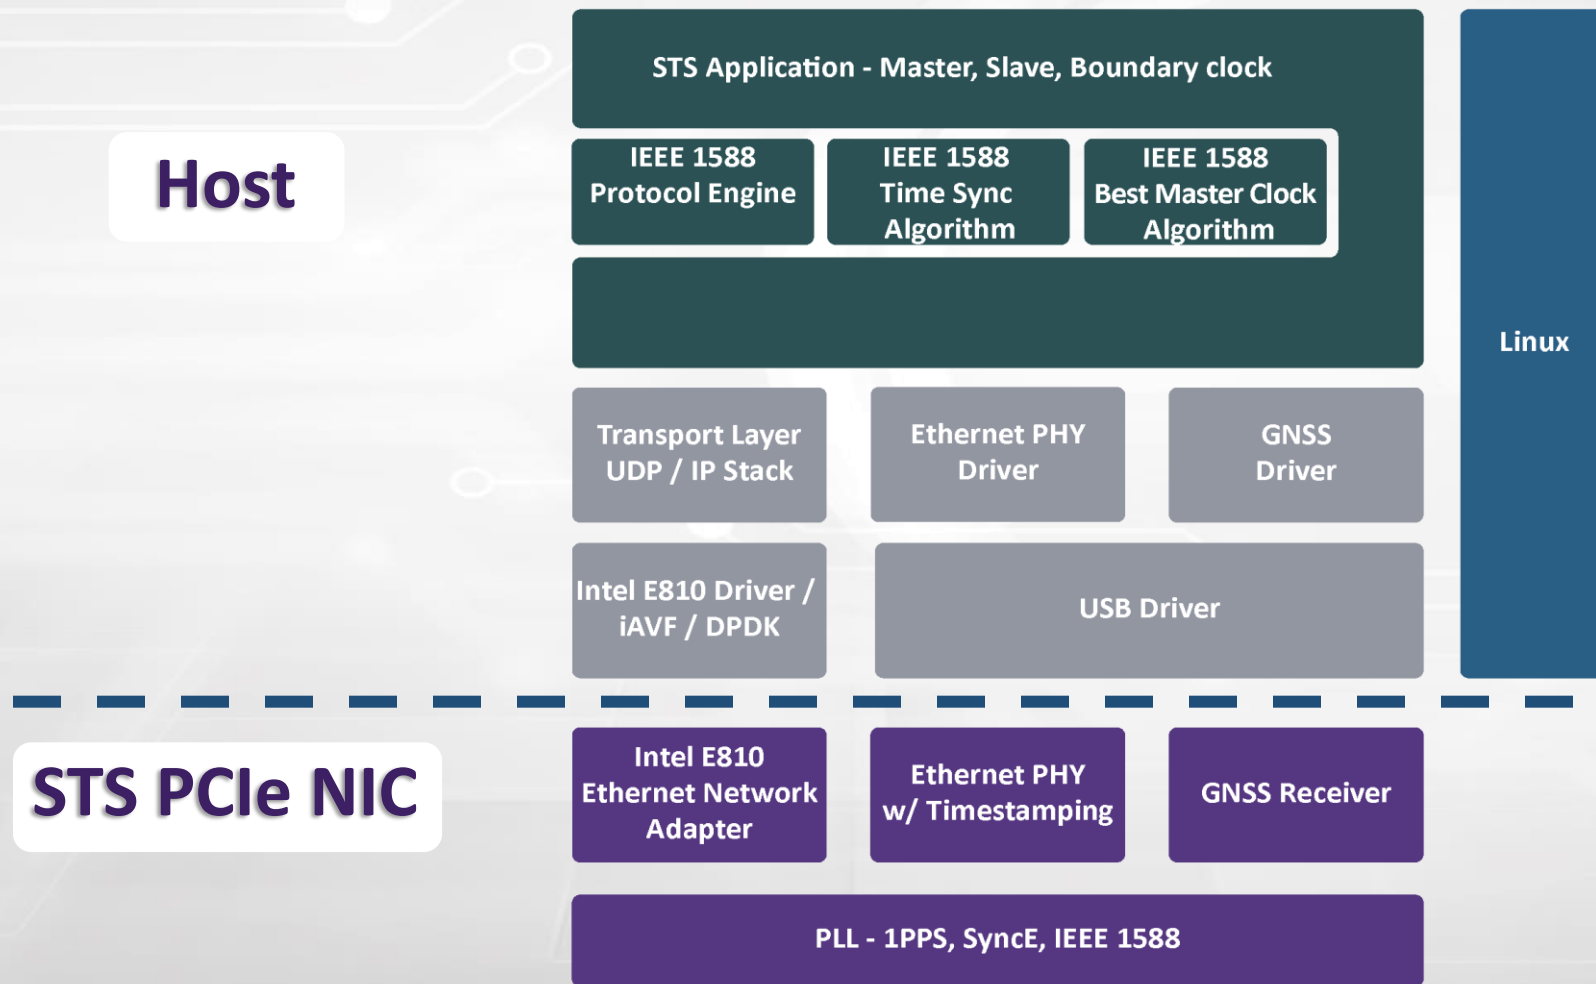 STS Application - Master, Slave, Boundary clock
Host
IEEE 1588
Protocol Engine
IEEE 1588
Time Sync
Algorithm
IEEE 1588
Best Master Clock
Algorithm
Linux
Transport Layer
UDP / IP Stack
Ethernet PHY
Driver
GNSS
Driver
Intel E810 Driver /
iAVF / DPDK
USB Driver
STS PCIe NIC
Intel E810
Ethernet Network
Adapter
Ethernet PHY
w/ Timestamping
GNSS Receiver
PLL - 1PPS, SyncE, IEEE 1588